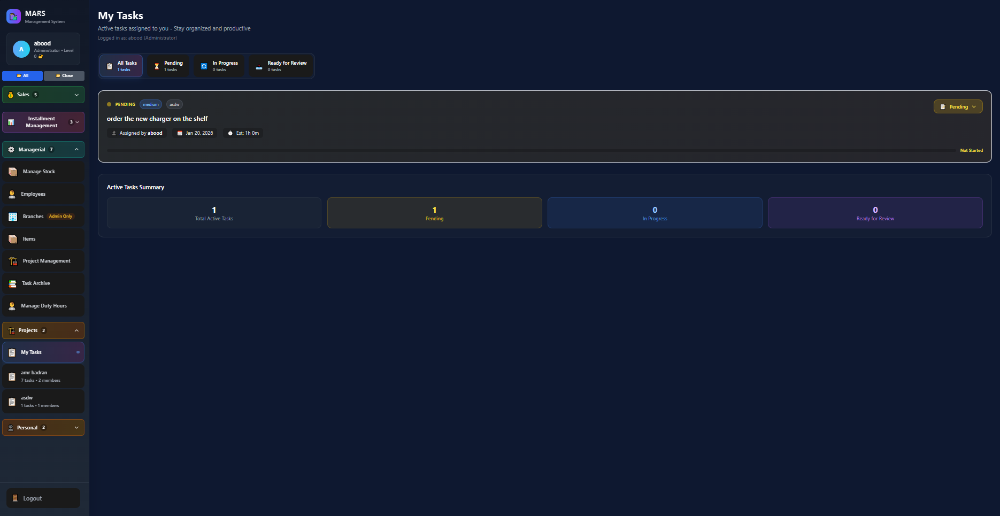 MARS
Management System
A
abood
Administrator • Level
0
All
Close
Sales 5
Installment
Management
3
Managerial 7
Manage Stock
Employees
Branches Admin Only
Items
Project Management
Task Archive
Manage Duty Hours
Projects 2
My Tasks
amr badran
7 tasks • 2 members
asdw
1 tasks • 1 members
Personal 2
Logout
My Tasks
Active tasks assigned to you - Stay organized and productive
Logged in as: abood (Administrator)
All Tasks
1 tasks
Pending
1 tasks
In Progress
0 tasks
Ready for Review
0 tasks
PENDING medium asdw
Pending
order the new charger on the shelf
Assigned by abood Jan 20, 2026 Est: 1h 0m
Not Started
Active Tasks Summary
1
Total Active Tasks
1
Pending
0
In Progress
0
Ready for Review